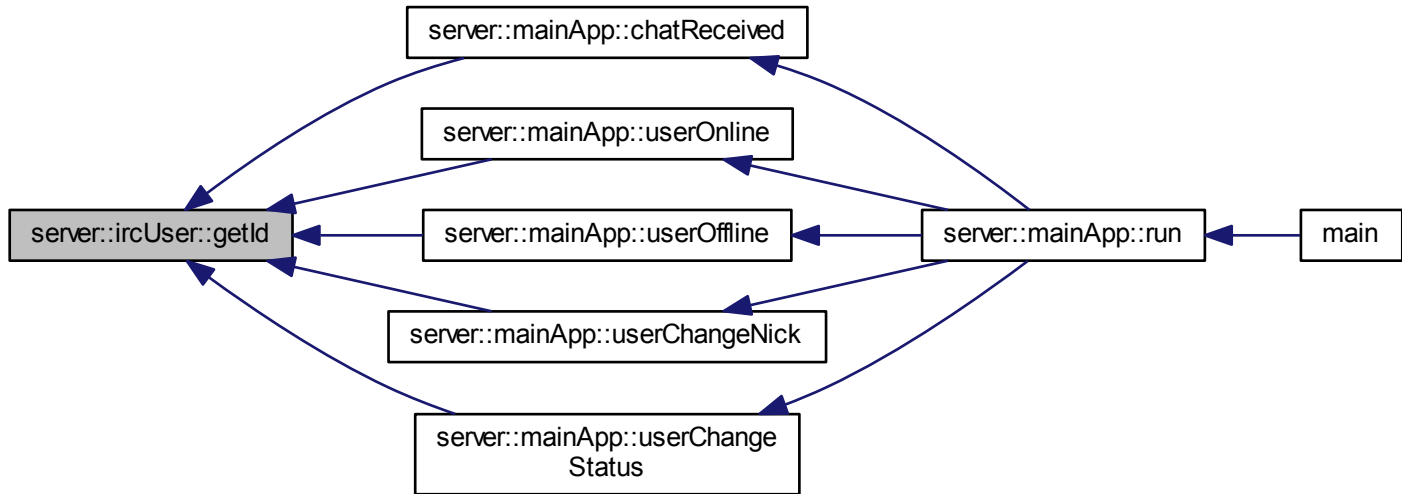 server::mainApp::chatReceived
server::mainApp::userOnline
server::ircUser::getId
server::mainApp::userOffline
server::mainApp::run
main
server::mainApp::userChangeNick
server::mainApp::userChange
Status